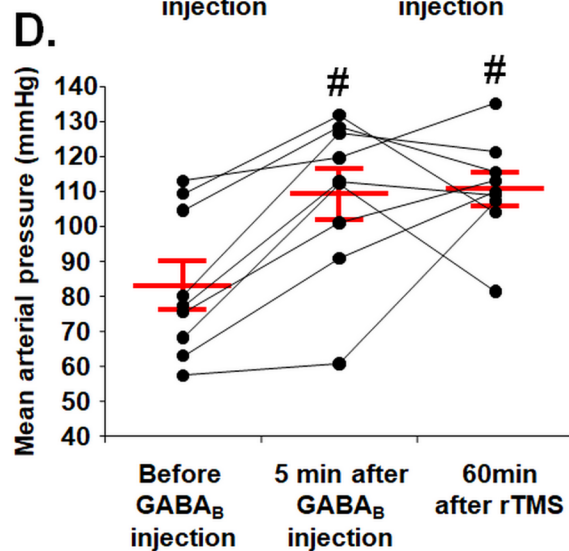 injection injection
D.
# #
Mean arterial pressure (mmHg)
140
130
120
110
100
90
80
70
60
50
40
Before 5 min after 60min
GABAB GABAB after rTMS
injection injection